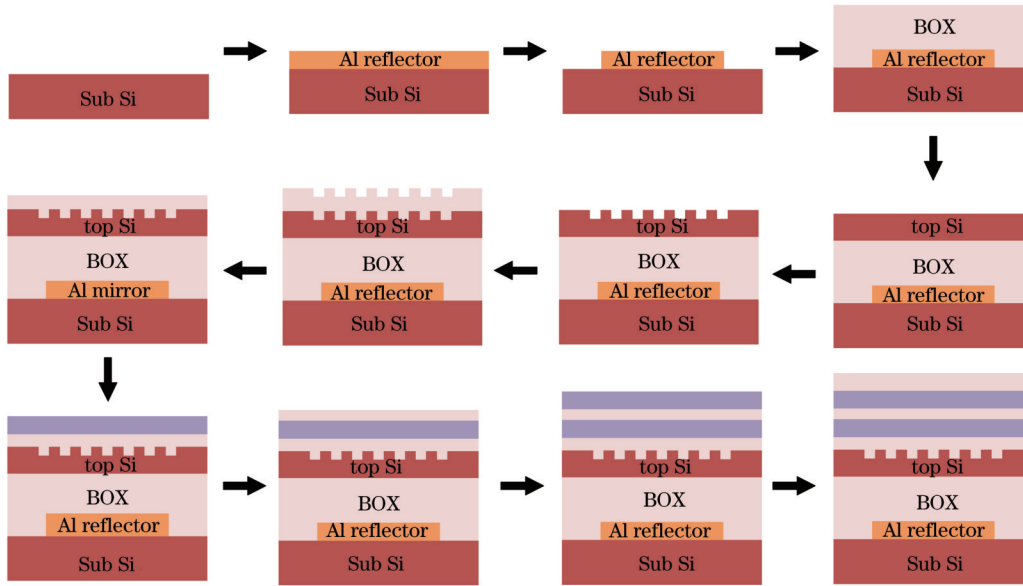 Sub Si
Al reflector
Sub Si
Al reflector
Sub Si
BOX
Al reflector
Sub Si
top Si
BOX
Al mirror
Sub Si
top Si
BOX
Al reflector
Sub Si
top Si
BOX
Al reflector
Sub Si
top Si
BOX
Al reflector
Sub Si
top Si
BOX
Al reflector
Sub Si
top Si
BOX
Al reflector
Sub Si
top Si
BOX
Al reflector
Sub Si
top Si
BOX
Al reflector
Sub Si